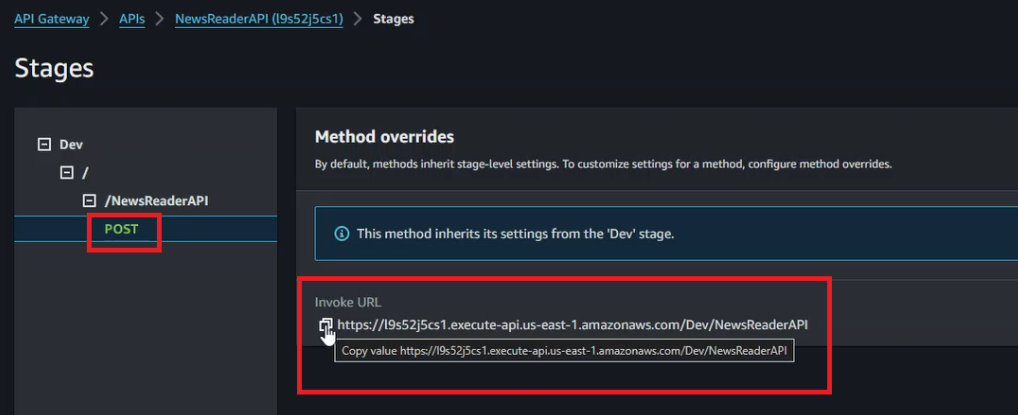 API Gateway > APIs > NewsReaderAPI (l9s52j5cs1) > Stages
Stages
Dev
/
/NewsReaderAPI
POST
Method overrides
By default, methods inherit stage-level settings. To customize settings for a method, configure method overrides.
This method inherits its settings from the 'Dev' stage.
Invoke URL
https://l9s52j5cs1.execute-api.us-east-1.amazonaws.com/Dev/NewsReaderAPI
Copy value https://l9s52j5cs1.execute-api.us-east-1.amazonaws.com/Dev/NewsReaderAPI